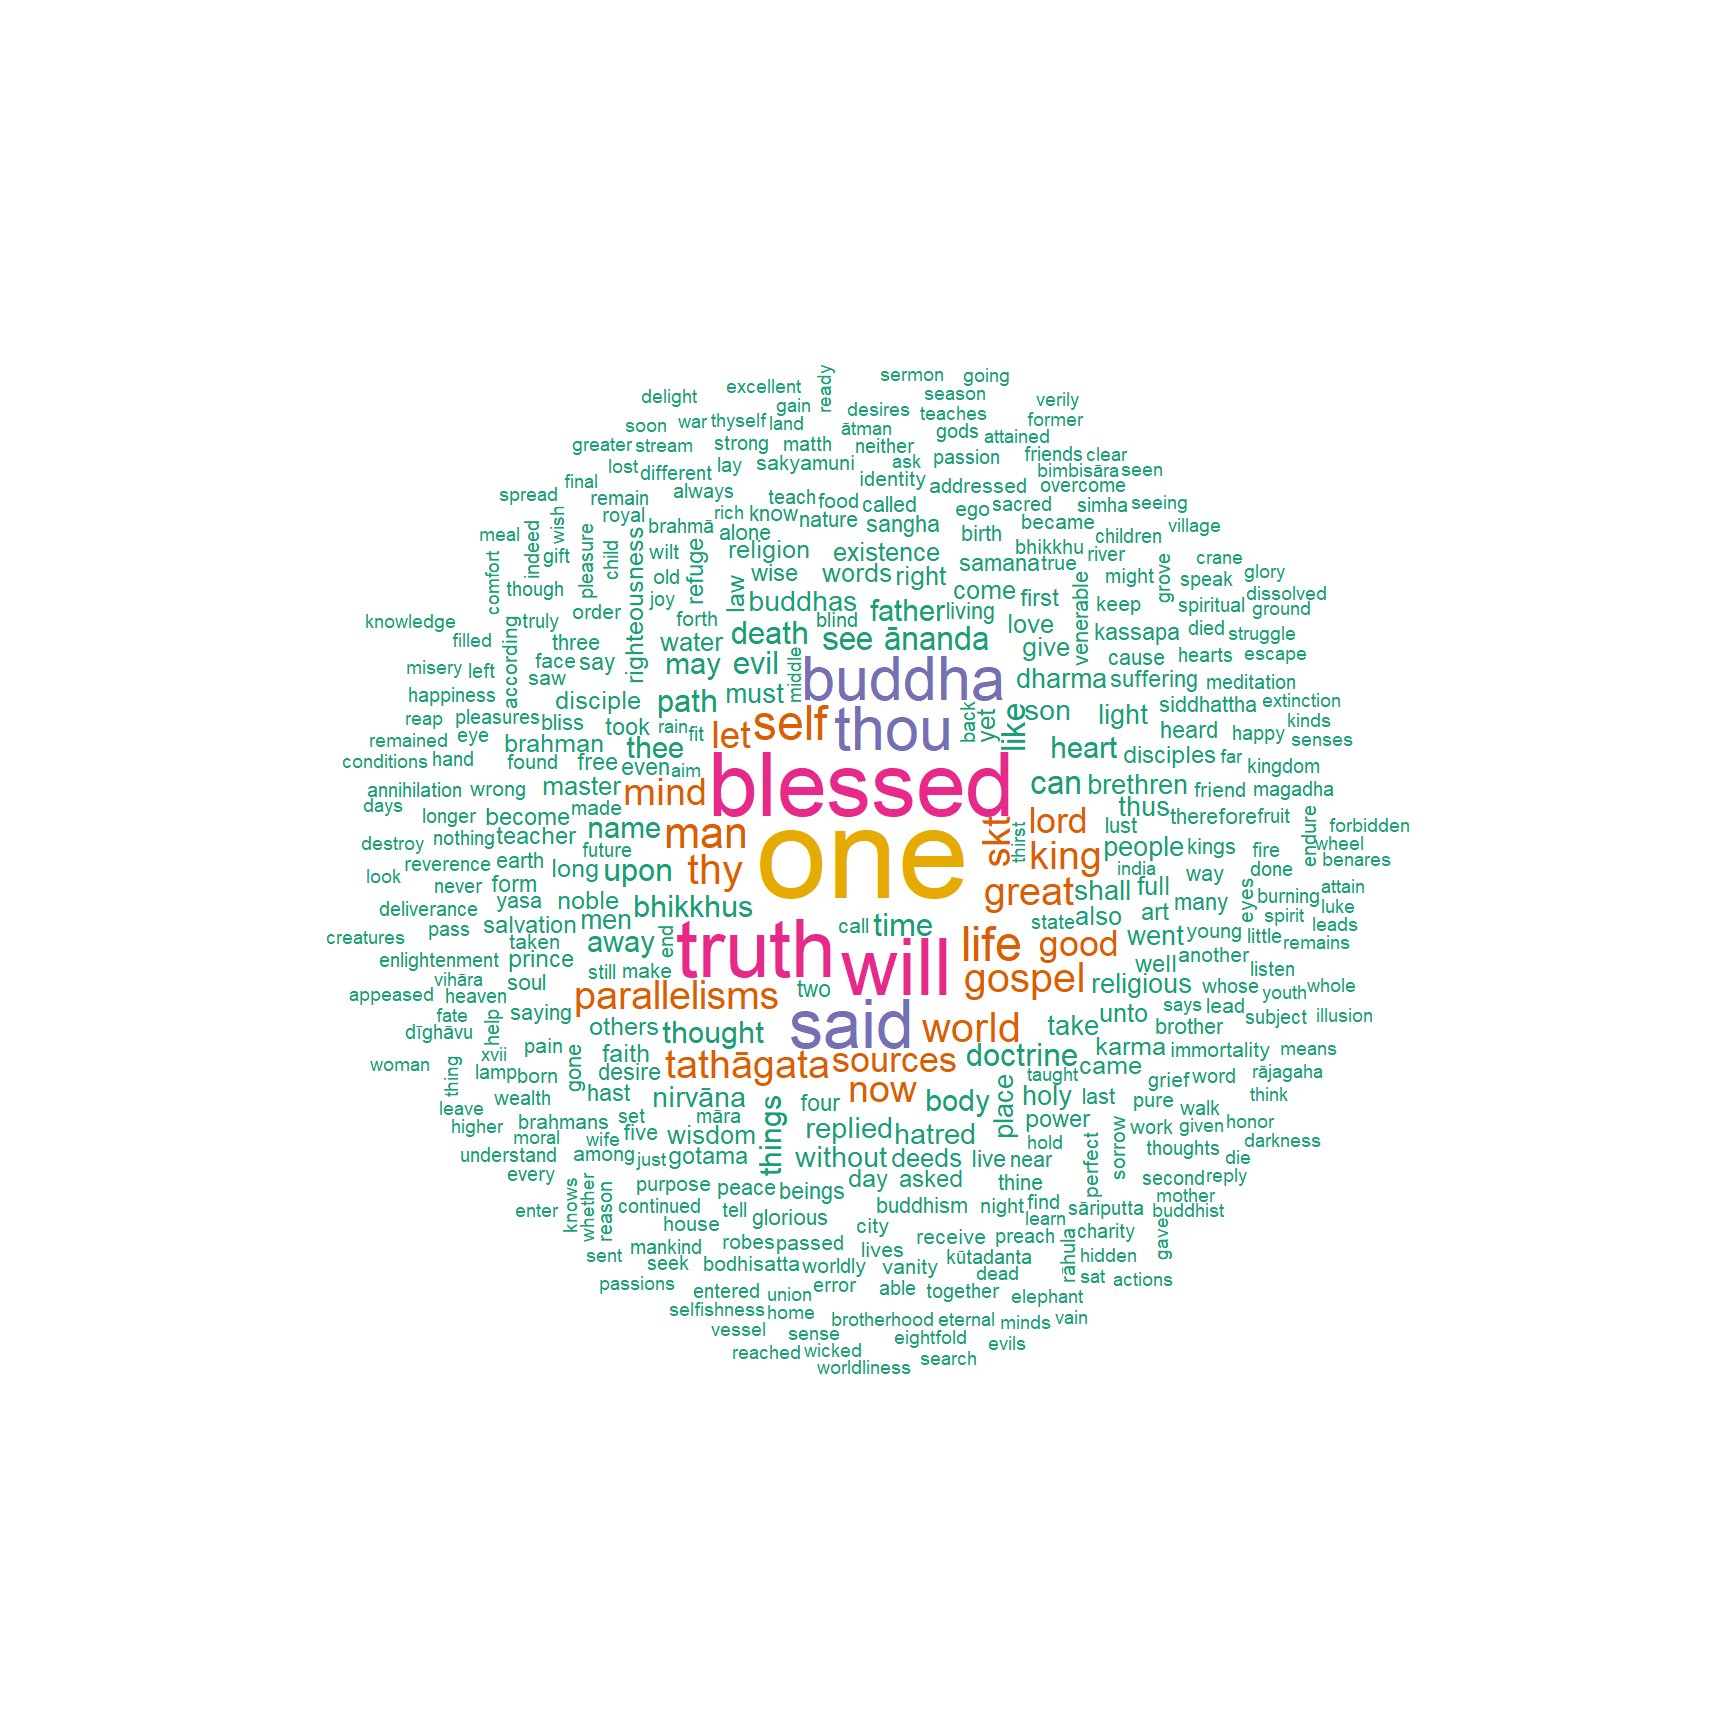 sermon going
delight excellent ready season verily
gain desires teaches former
soon war thyself land ātman gods attained
greater stream strong matth neither friends clear
lost different lay sakyamuni ask passion bimbisāra seen
final identity addressed overcome
spread remain always teach food called ego sacred simha seeing
royal rich know nature sangha became village
meal indeed wish brahmā alone birth children
gift pleasure child righteousness wilt refuge religion existence bhikkhu river crane
comfort though old law wise words right samana true might grove speak glory
joy buddhas come first venerable keep spiritual dissolved ground
knowledge truly order forth father living love kassapa died struggle
filled according three water death blind see ānanda give cause hearts escape
misery left face say may evil middle buddha dharma suffering meditation
saw happiness disciple path must siddhattha extinction
reap pleasures bliss took rain fit let self thou back yet like son light heard happy kinds
remained eye brahman thee heart disciples far senses
conditions hand found free even aim blessed kingdom
annihilation wrong master mind can brethren friend magadha
days longer become made thus therefore fruit endure forbidden
destroy nothing teacher name man one skt thirst lord lust people kings fire wheel
future king benares
look reverence earth long upon thy india way done
never form great shall full eyes burning attain
deliverance yasa noble bhikkhus state also art many spirit luke
creatures pass salvation men end truth call time life good went young little leads
taken away will well another remains
enlightenment prince still make gospel religious listen
vihāra soul two whose youth whole
appeased heaven parallelisms says lead
fate help saying others thought said world take unto brother subject illusion
dīghāvu
woman xvii pain gone faith tathāgata sources doctrine karma immortality means
thing lamp born desire now taught came grief word rājagaha
wealth hast nirvāna body place holy last pure think
leave brahmans set māra four power walk
higher moral wife five wisdom things replied hatred hold perfect sorrow work given honor
understand among just gotama without deeds live near thoughts darkness
every purpose peace beings day asked thine second die reply
enter knows whether reason continued tell glorious buddhism night find sāriputta mother
house city learn buddhist
sent mankind robes passed lives receive preach rāhula charity gave
seek bodhisatta worldly vanity kūtadanta hidden
passions entered union error able together dead sat actions
selfishness home elephant
vessel sense brotherhood eternal minds vain
reached wicked eightfold evils
worldliness search